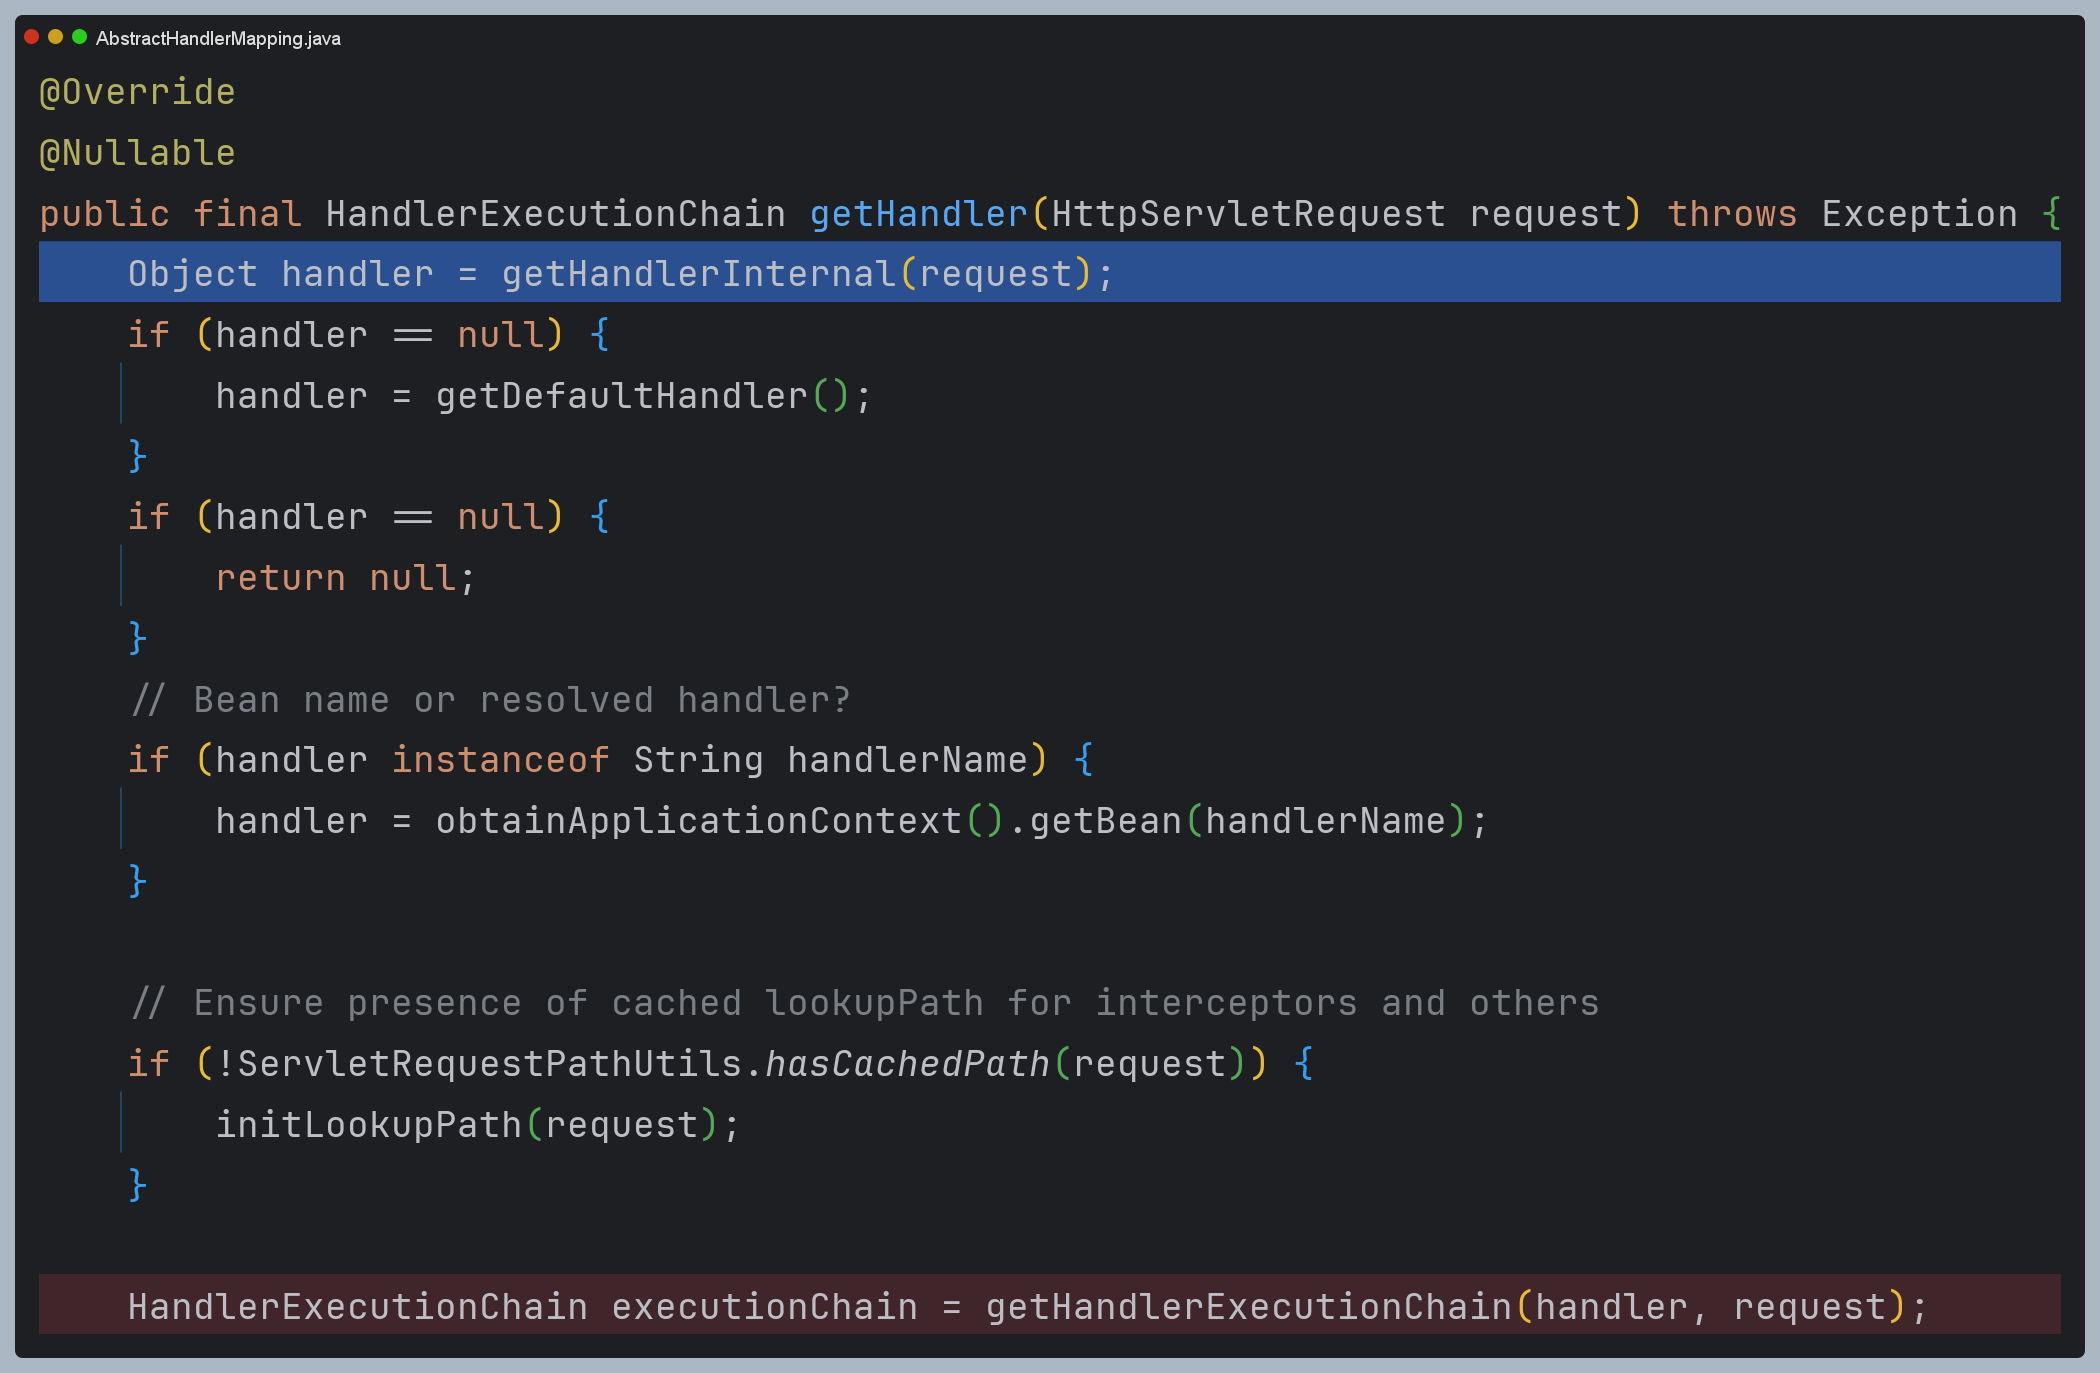 AbstractHandlerMapping.java
@Override
@Nullable
public final HandlerExecutionChain getHandler(HttpServletRequest request) throws Exception {
    Object handler = getHandlerInternal(request);
    if (handler == null) {
        handler = getDefaultHandler();
    }
    if (handler == null) {
        return null;
    }
    // Bean name or resolved handler?
    if (handler instanceof String handlerName) {
        handler = obtainApplicationContext().getBean(handlerName);
    }
    // Ensure presence of cached lookupPath for interceptors and others
    if (!ServletRequestPathUtils.hasCachedPath(request)) {
        initLookupPath(request);
    }
    HandlerExecutionChain executionChain = getHandlerExecutionChain(handler, request);